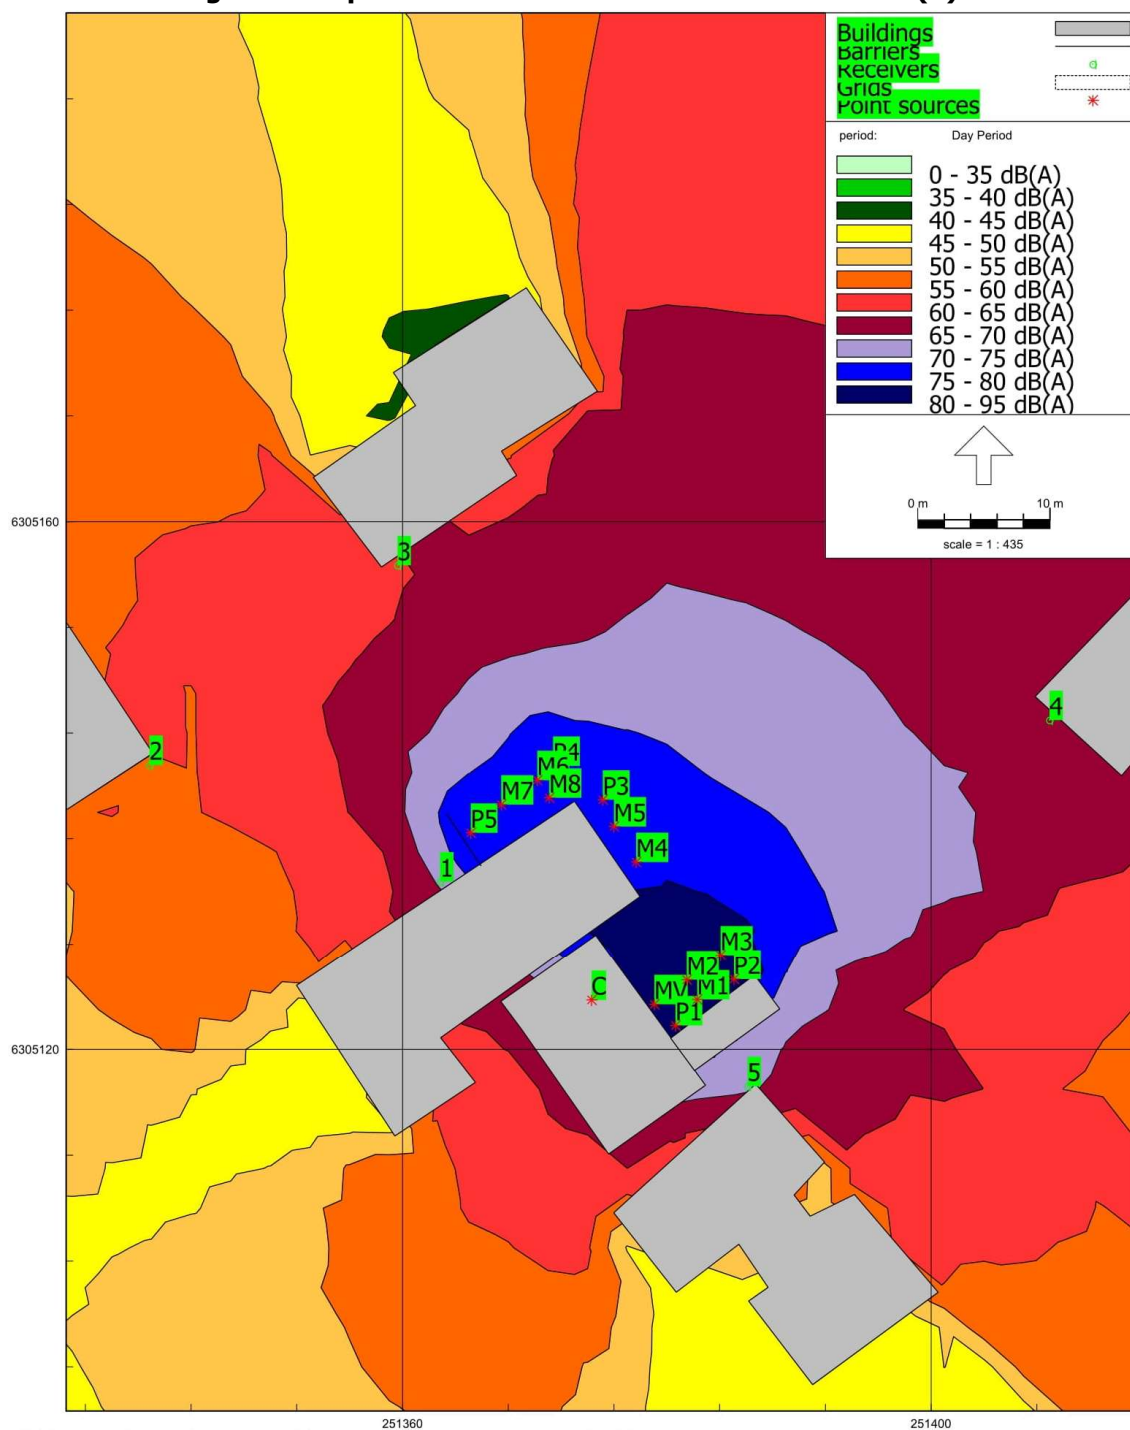 Buildings
Barriers
Receivers
Grids
Point sources
period: Day Period
0 - 35 dB(A)
35 - 40 dB(A)
40 - 45 dB(A)
45 - 50 dB(A)
50 - 55 dB(A)
55 - 60 dB(A)
60 - 65 dB(A)
65 - 70 dB(A)
70 - 75 dB(A)
75 - 80 dB(A)
80 - 95 dB(A)
0 m 10 m
scale = 1 : 435
6305160
3
4
2
P4
M6
M8
M7
P3
P5
M5
M4
1
M3
M2
P2
C
MV
M1
P1
6305120
5
251360
251400